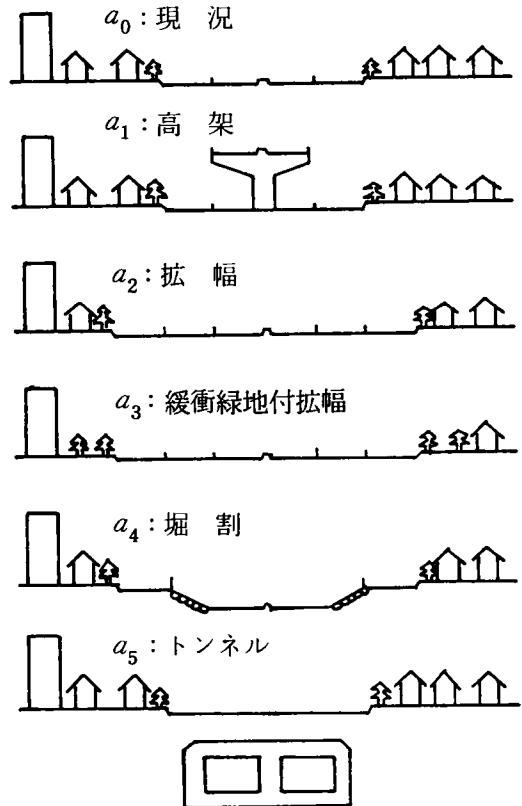 a₀：現　況
a₁：高　架
a₂：拡　幅
a₃：緩衝緑地付拡幅
a₄：堀　割
a₅：トンネル